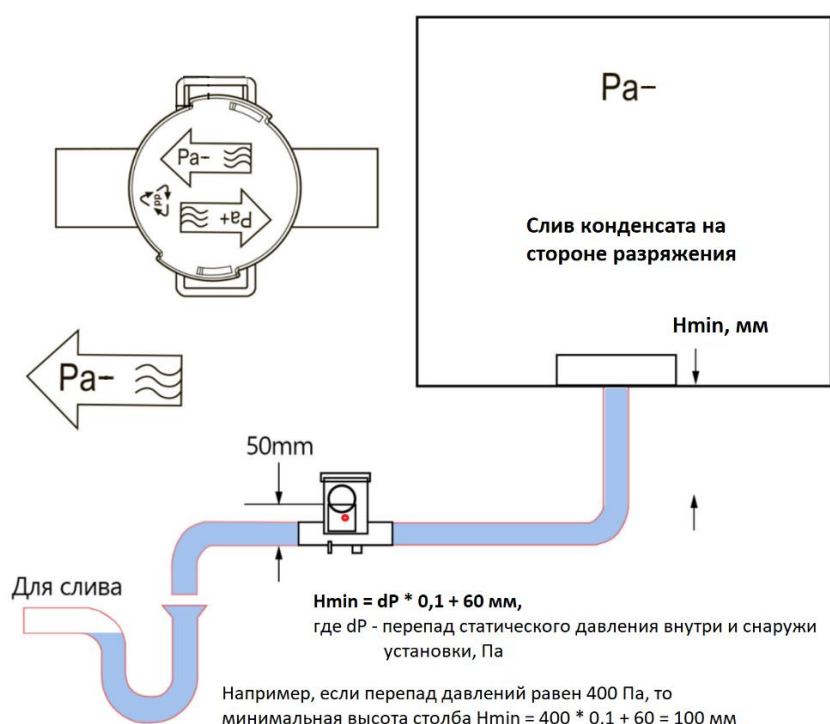 Pa-
Pa-
Pa+
PP
Слив конденсата на
стороне разряжения
Hmin, мм
Pa-
50mm
Для слива
Hmin = dP * 0,1 + 60 мм,
где dP - перепад статического давления внутри и снаружи
установки, Па
Например, если перепад давлений равен 400 Па, то
минимальная высота столба Hmin = 400 * 0,1 + 60 = 100 мм